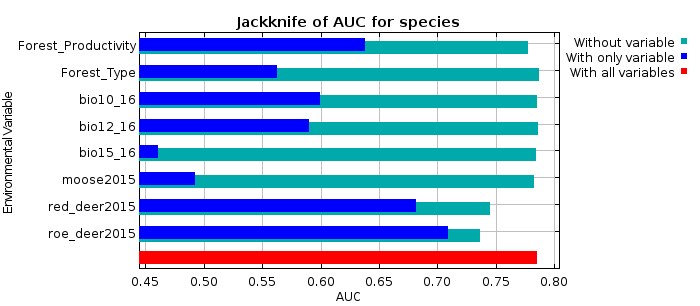 Jackknife of AUC for species
Forest_Productivity
Forest_Type
bio10_16
bio12_16
bio15_16
moose2015
red_deer2015
roe_deer2015
Environmental Variable
0.45 0.50 0.55 0.60 0.65 0.70 0.75 0.80
AUC
Without variable
With only variable
With all variables